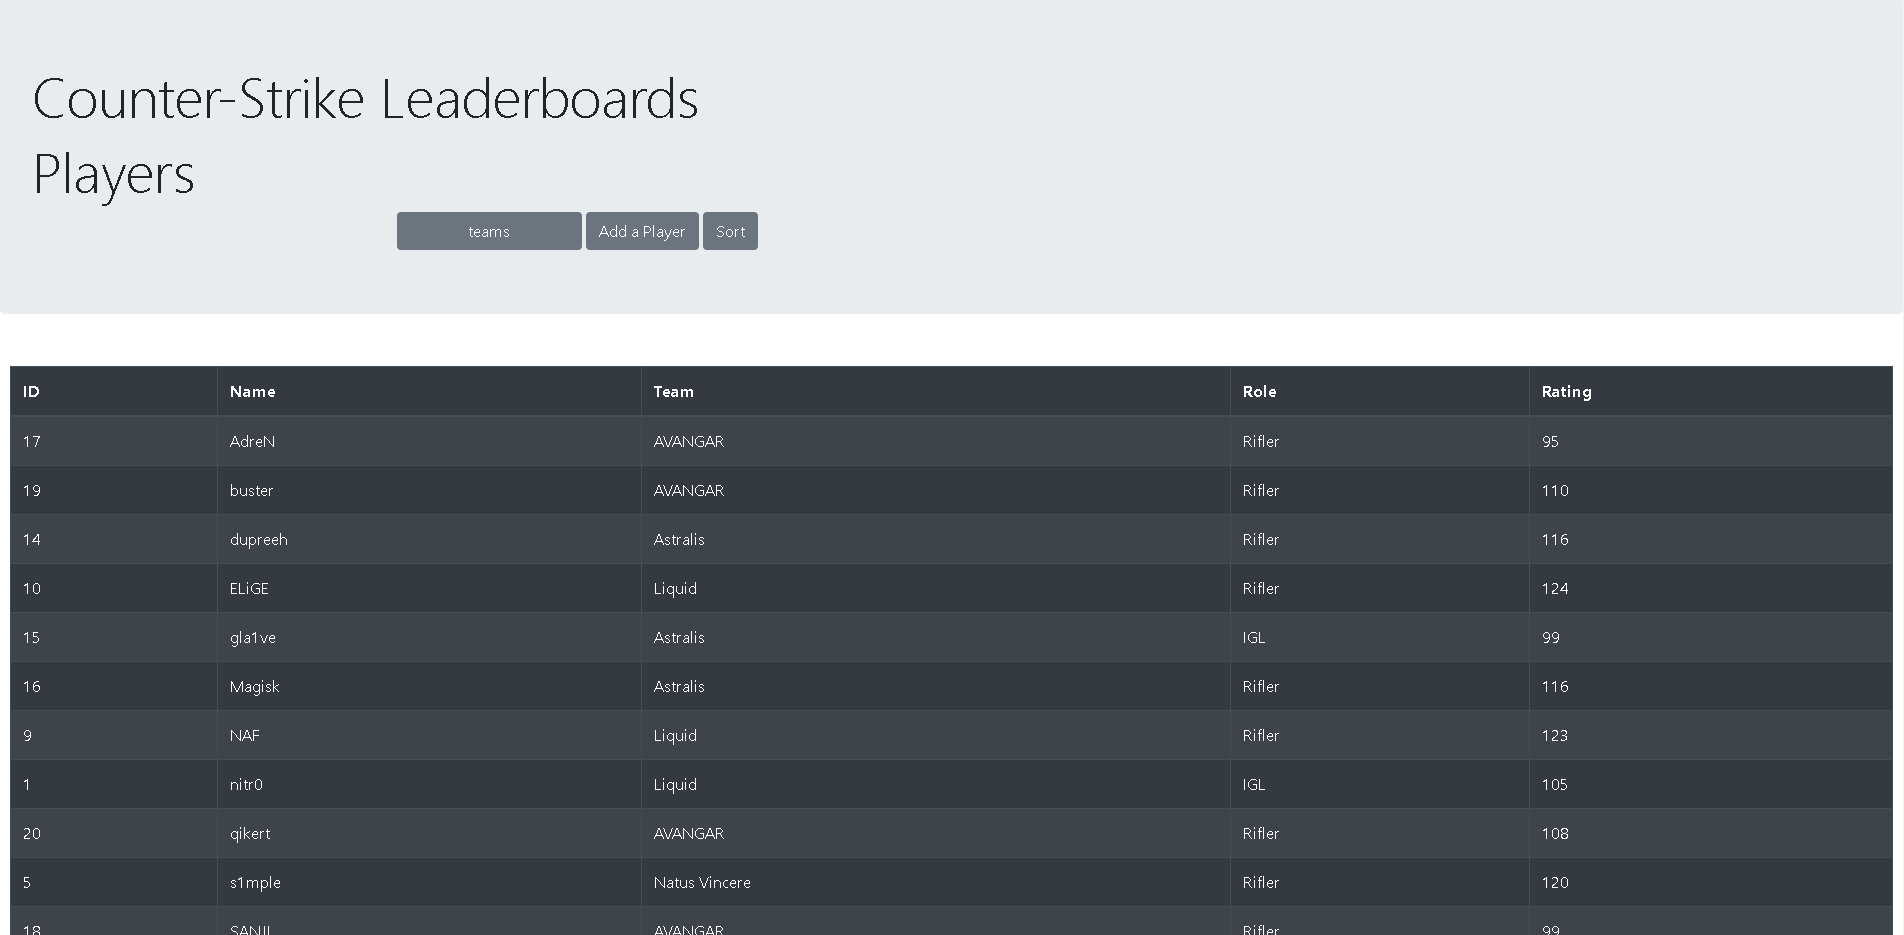 Counter-Strike Leaderboards
Players
teams Add a Player Sort
ID Name Team Role Rating
17 AdreN AVANGAR Rifler 95
19 buster AVANGAR Rifler 110
14 dupreeh Astralis Rifler 116
10 ELiGE Liquid Rifler 124
15 gla1ve Astralis IGL 99
16 Magisk Astralis Rifler 116
9 NAF Liquid Rifler 123
1 nitr0 Liquid IGL 105
20 qikert AVANGAR Rifler 108
5 s1mple Natus Vincere Rifler 120
18 AVANGAR Rifler 99